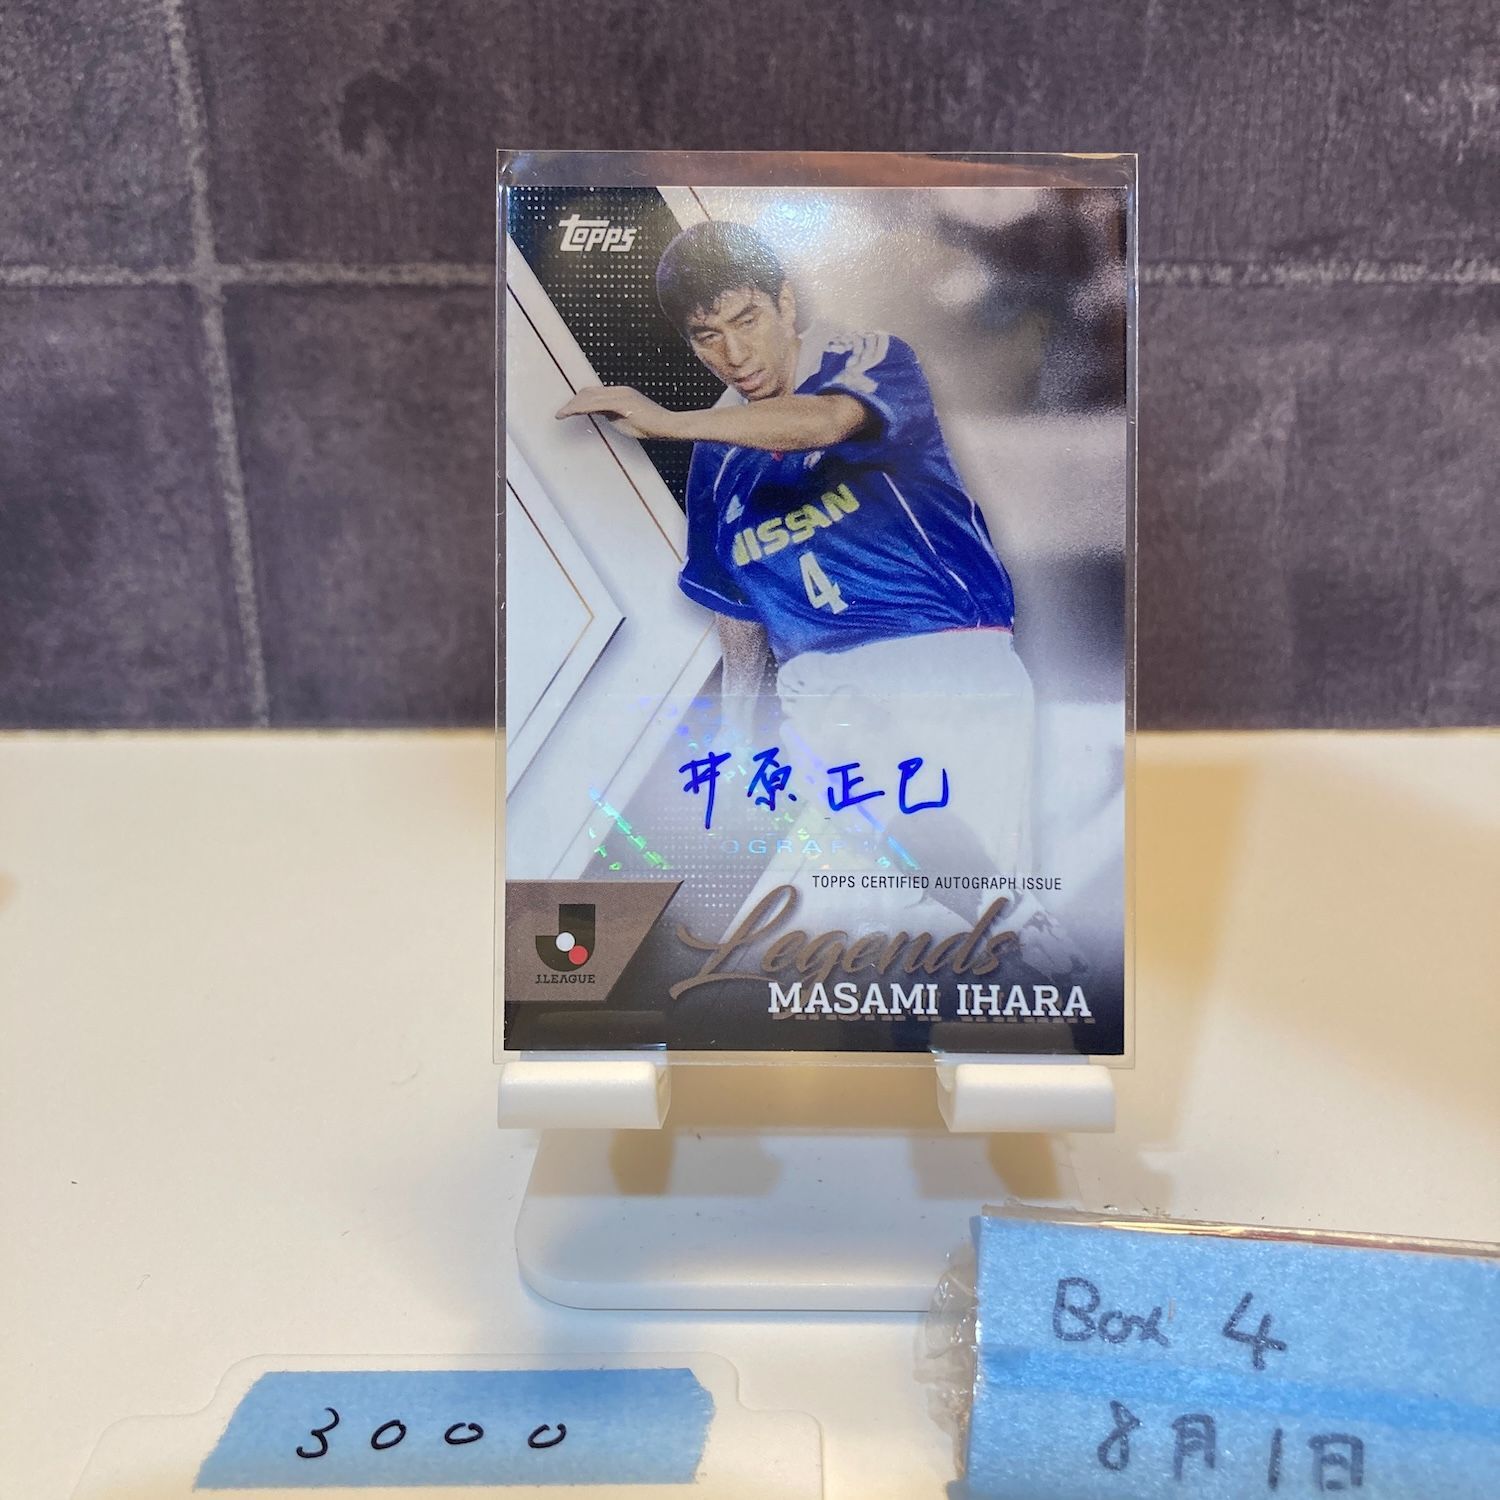 topps
NISSAN
4
井原正巳
OGRAP
TOPPS CERTIFIED AUTOGRAPH ISSUE
Legends
J.LEAGUE
MASAMI IHARA
Box 4
8月1日
3000